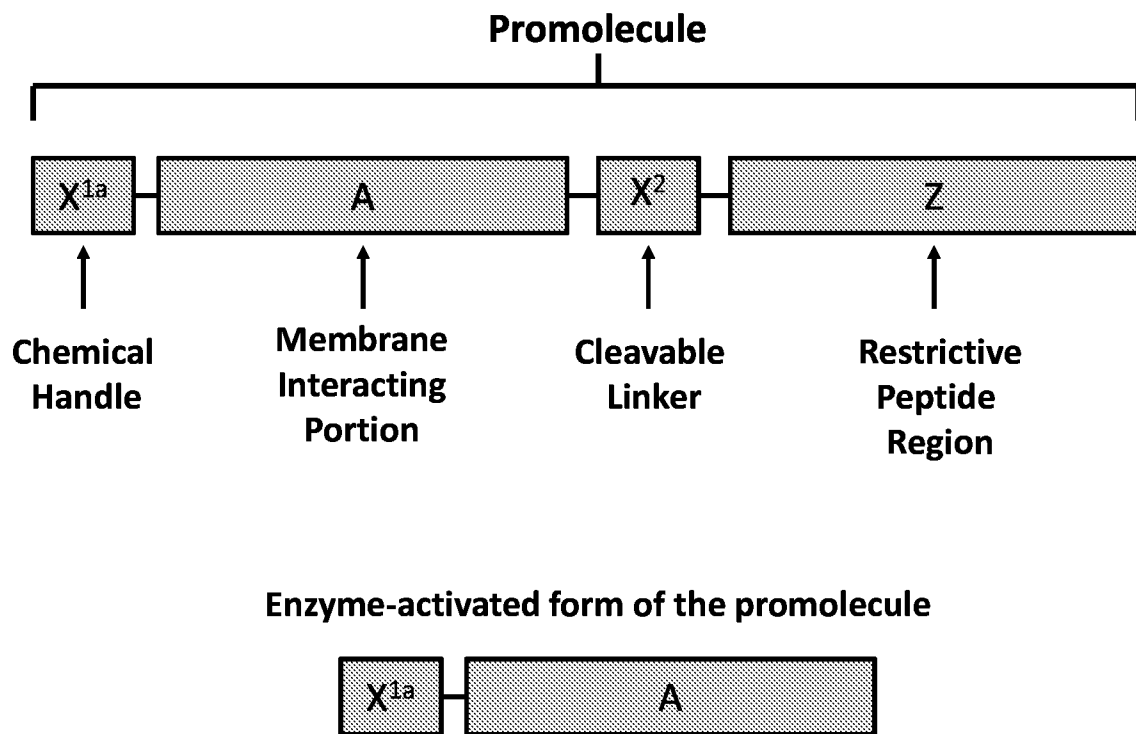 Promolecule
X¹ᵃ A X² Z
Chemical Handle
Membrane Interacting Portion
Cleavable Linker
Restrictive Peptide Region
Enzyme-activated form of the promolecule
X¹ᵃ A